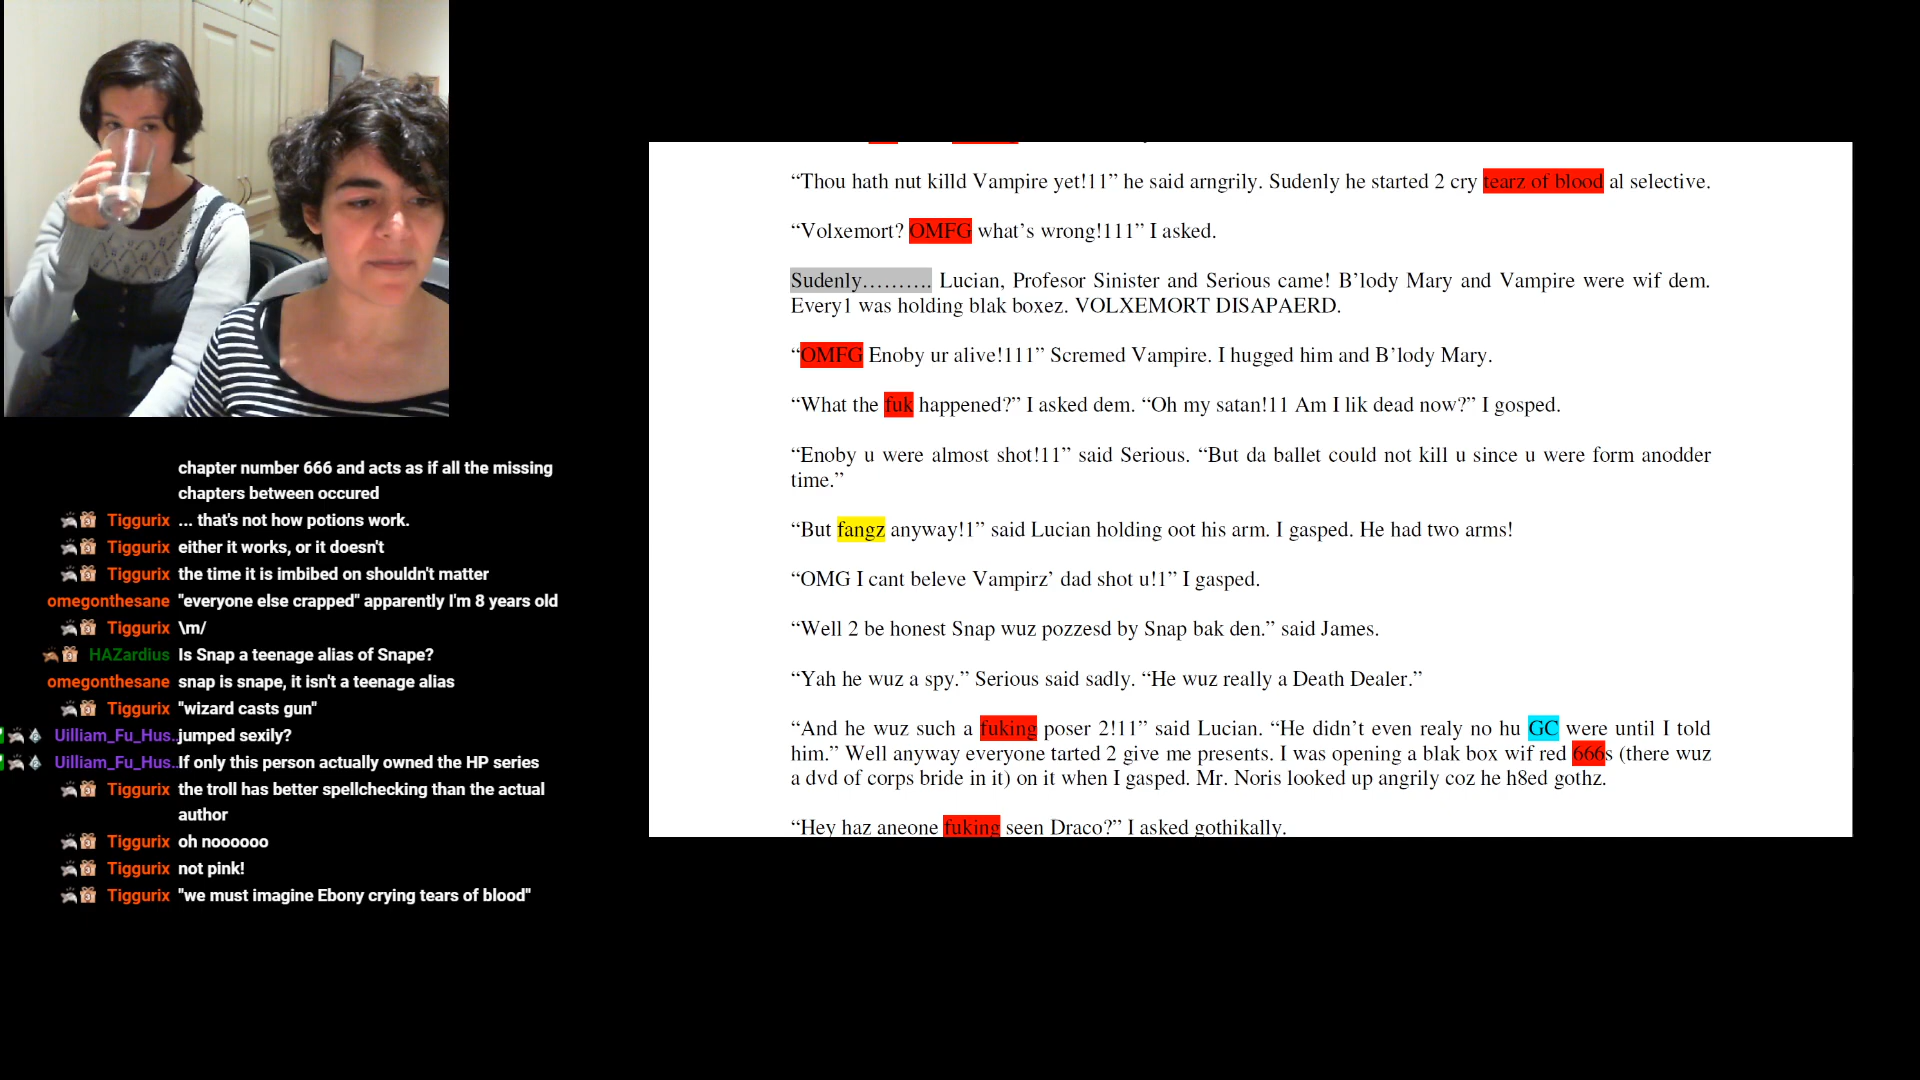 chapter number 666 and acts as if all the missing
chapters between occured
Tiggurix ... that's not how potions work.
Tiggurix either it works, or it doesn't
Tiggurix the time it is imbibed on shouldn't matter
omegonthesane "everyone else crapped" apparently I'm 8 years old
Tiggurix \m/
HAZardius Is Snap a teenage alias of Snape?
omegonthesane snap is snape, it isn't a teenage alias
Tiggurix "wizard casts gun"
Uilliam_Fu_Hus.. jumped sexily?
Uilliam_Fu_Hus.. If only this person actually owned the HP series
Tiggurix the troll has better spellchecking than the actual
author
Tiggurix oh noooooo
Tiggurix not pink!
Tiggurix "we must imagine Ebony crying tears of blood"
“Thou hath nut killd Vampire yet!11” he said arngrily. Sudenly he started 2 cry tearz of blood al selective.
“Volxemort? OMFG what’s wrong!111” I asked.
Sudenly………. Lucian, Profesor Sinister and Serious came! B’lody Mary and Vampire were wif dem.
Every1 was holding blak boxez. VOLXEMORT DISAPAERD.
“OMFG Enoby ur alive!111” Scremed Vampire. I hugged him and B’lody Mary.
“What the fuk happened?” I asked dem. “Oh my satan!11 Am I lik dead now?” I gosped.
“Enoby u were almost shot!11” said Serious. “But da ballet could not kill u since u were form anodder
time.”
“But fangz anyway!1” said Lucian holding oot his arm. I gasped. He had two arms!
“OMG I cant beleve Vampirz’ dad shot u!1” I gasped.
“Well 2 be honest Snap wuz pozzesd by Snap bak den.” said James.
“Yah he wuz a spy.” Serious said sadly. “He wuz really a Death Dealer.”
“And he wuz such a fuking poser 2!11” said Lucian. “He didn’t even realy no hu GC were until I told
him.” Well anyway everyone tarted 2 give me presents. I was opening a blak box wif red 666s (there wuz
a dvd of corps bride in it) on it when I gasped. Mr. Noris looked up angrily coz he h8ed gothz.
“Hey haz aneone fuking seen Draco?” I asked gothikally.